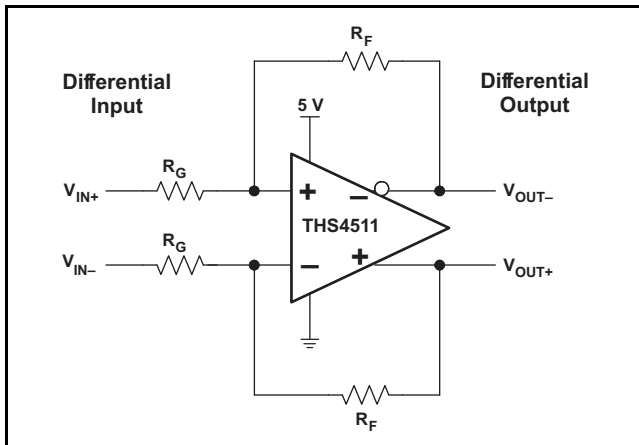 R_F
Differential Input
Differential Output
5 V
R_G
V_IN+
+
–
V_OUT–
THS4511
R_G
V_IN–
–
+
V_OUT+
R_F